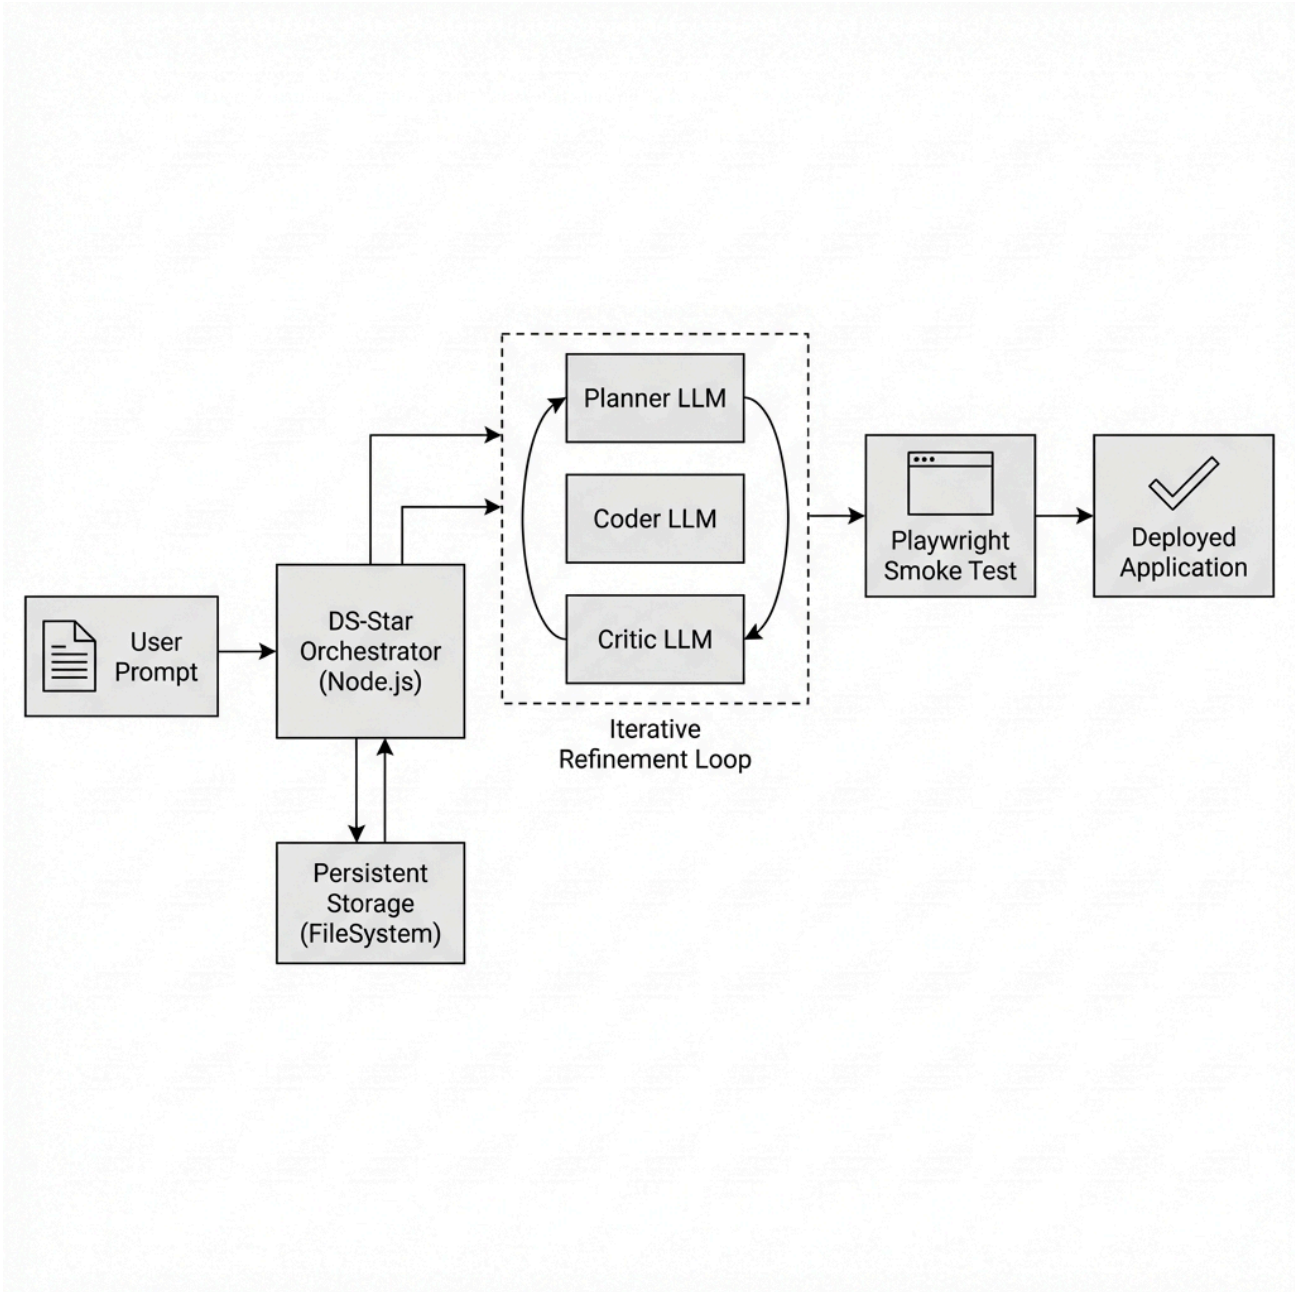 User
Prompt
DS-Star
Orchestrator
(Node.js)
Persistent
Storage
(FileSystem)
Planner LLM
Coder LLM
Critic LLM
Iterative
Refinement Loop
Playwright
Smoke Test
Deployed
Application